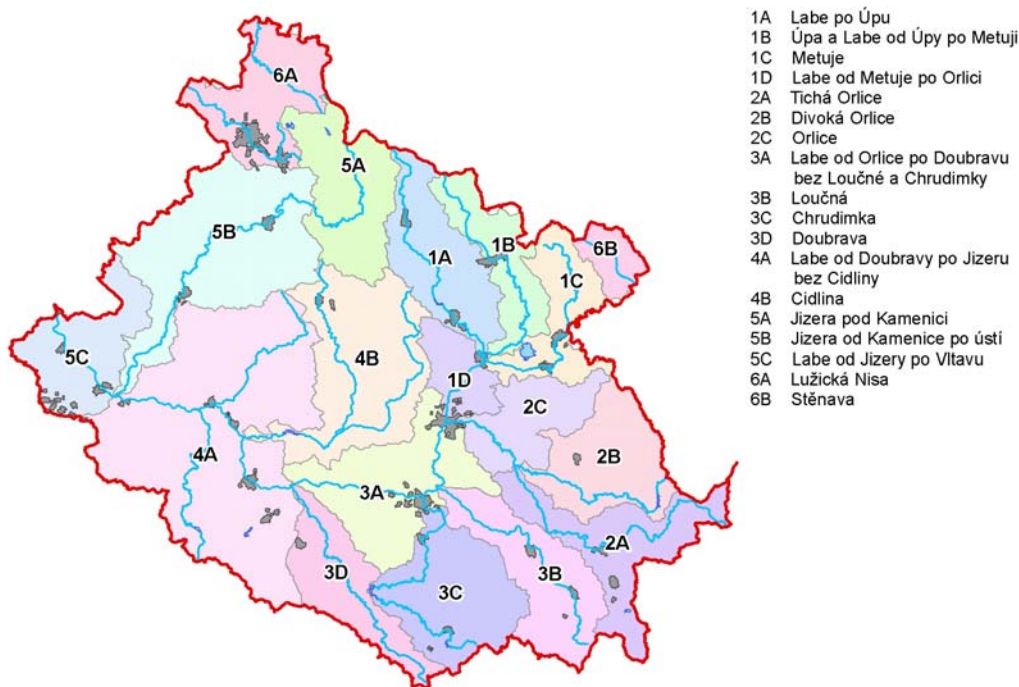 1A Labe po Úpu
1B Úpa a Labe od Úpy po Metuji
1C Metuje
1D Labe od Metuje po Orlici
2A Tichá Orlice
2B Divoká Orlice
2C Orlice
3A Labe od Orlice po Doubravu
bez Loučné a Chrudimky
3B Loučná
3C Chrudimka
3D Doubrava
4A Labe od Doubravy po Jizeru
bez Cidliny
4B Cidlina
5A Jizera pod Kamenici
5B Jizera od Kamenice po ústí
5C Labe od Jizery po Vltavu
6A Lužická Nisa
6B Stěnava
6A
5A
5B
1A
1B
6B
1C
5C
4B
1D
2C
4A
2B
3A
2A
3D
3C
3B